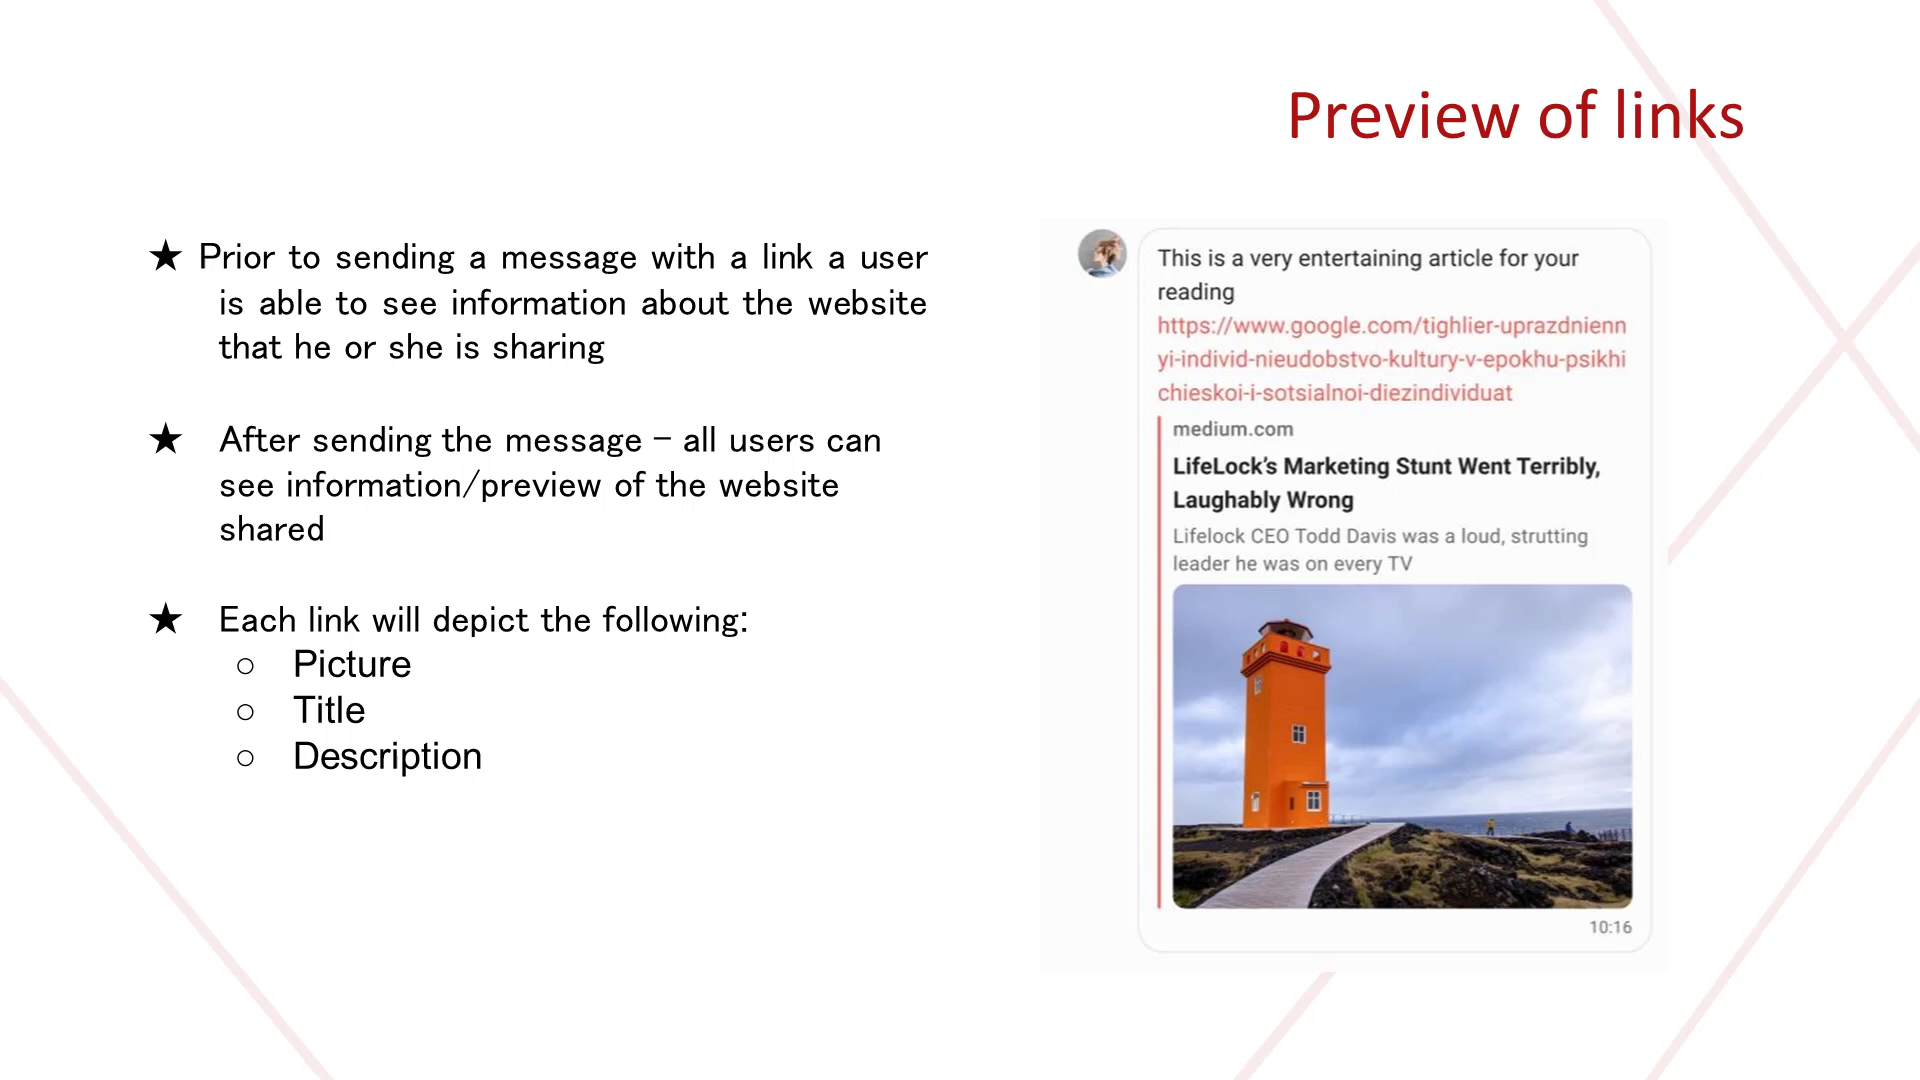 Preview of links
★ Prior to sending a message with a link a user
is able to see information about the website
that he or she is sharing
★ After sending the message – all users can
see information/preview of the website
shared
★ Each link will depict the following:
○ Picture
○ Title
○ Description
This is a very entertaining article for your
reading
https://www.google.com/tighlier-uprazdnienn
yi-individ-nieudobstvo-kultury-v-epokhu-psikhi
chieskoi-i-sotsialnoi-diezindividuat
medium.com
LifeLock’s Marketing Stunt Went Terribly,
Laughably Wrong
Lifelock CEO Todd Davis was a loud, strutting
leader he was on every TV
10:16